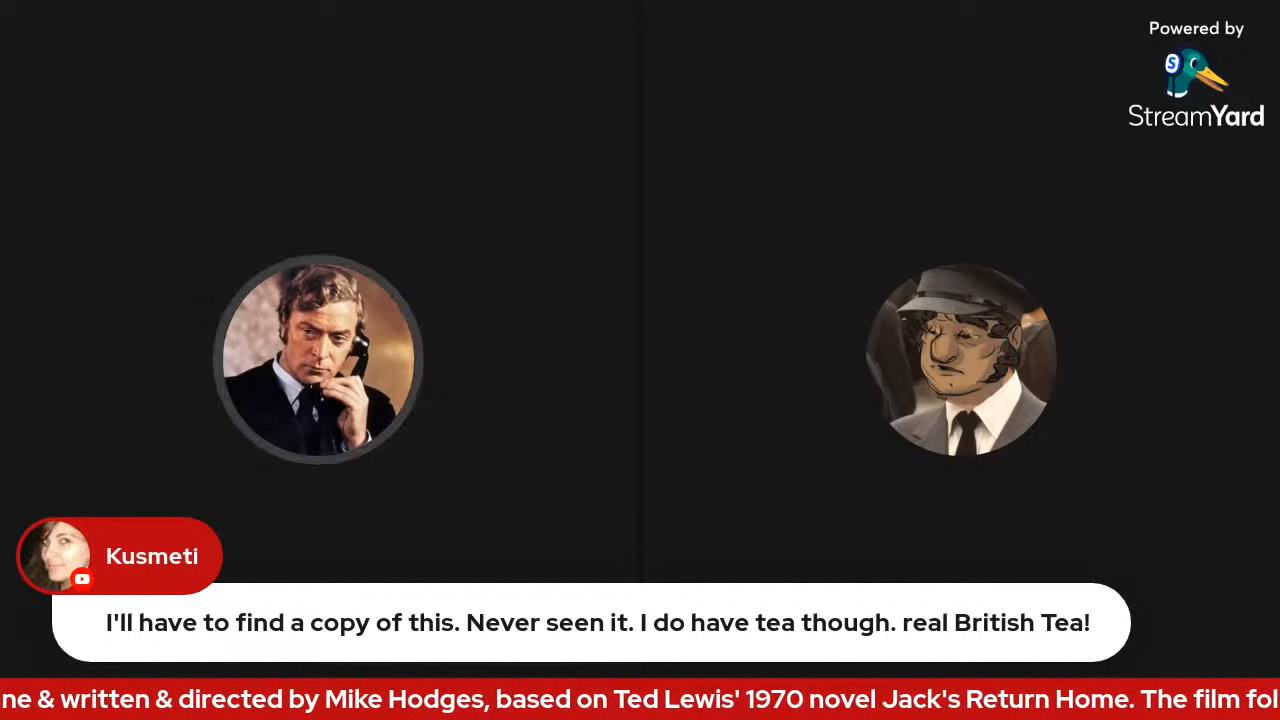 Powered by
S
StreamYard
Kusmeti
I'll have to find a copy of this. Never seen it. I do have tea though. real British Tea!
ne & written & directed by Mike Hodges, based on Ted Lewis' 1970 novel Jack's Return Home. The film fol